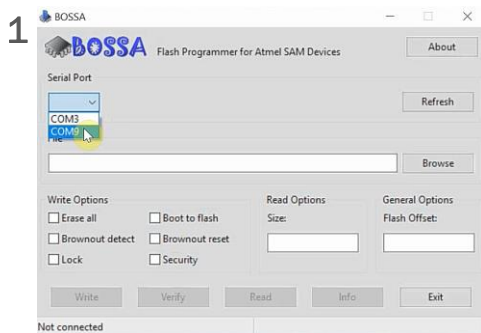 1
BOSSA
BOSSA Flash Programmer for Atmel SAM Devices
About
Serial Port
Refresh
COM3
COM9
File
Browse
Write Options
Erase all
Boot to flash
Brownout detect
Brownout reset
Lock
Security
Read Options
Size:
General Options
Flash Offset:
Write
Verify
Read
Info
Exit
Not connected